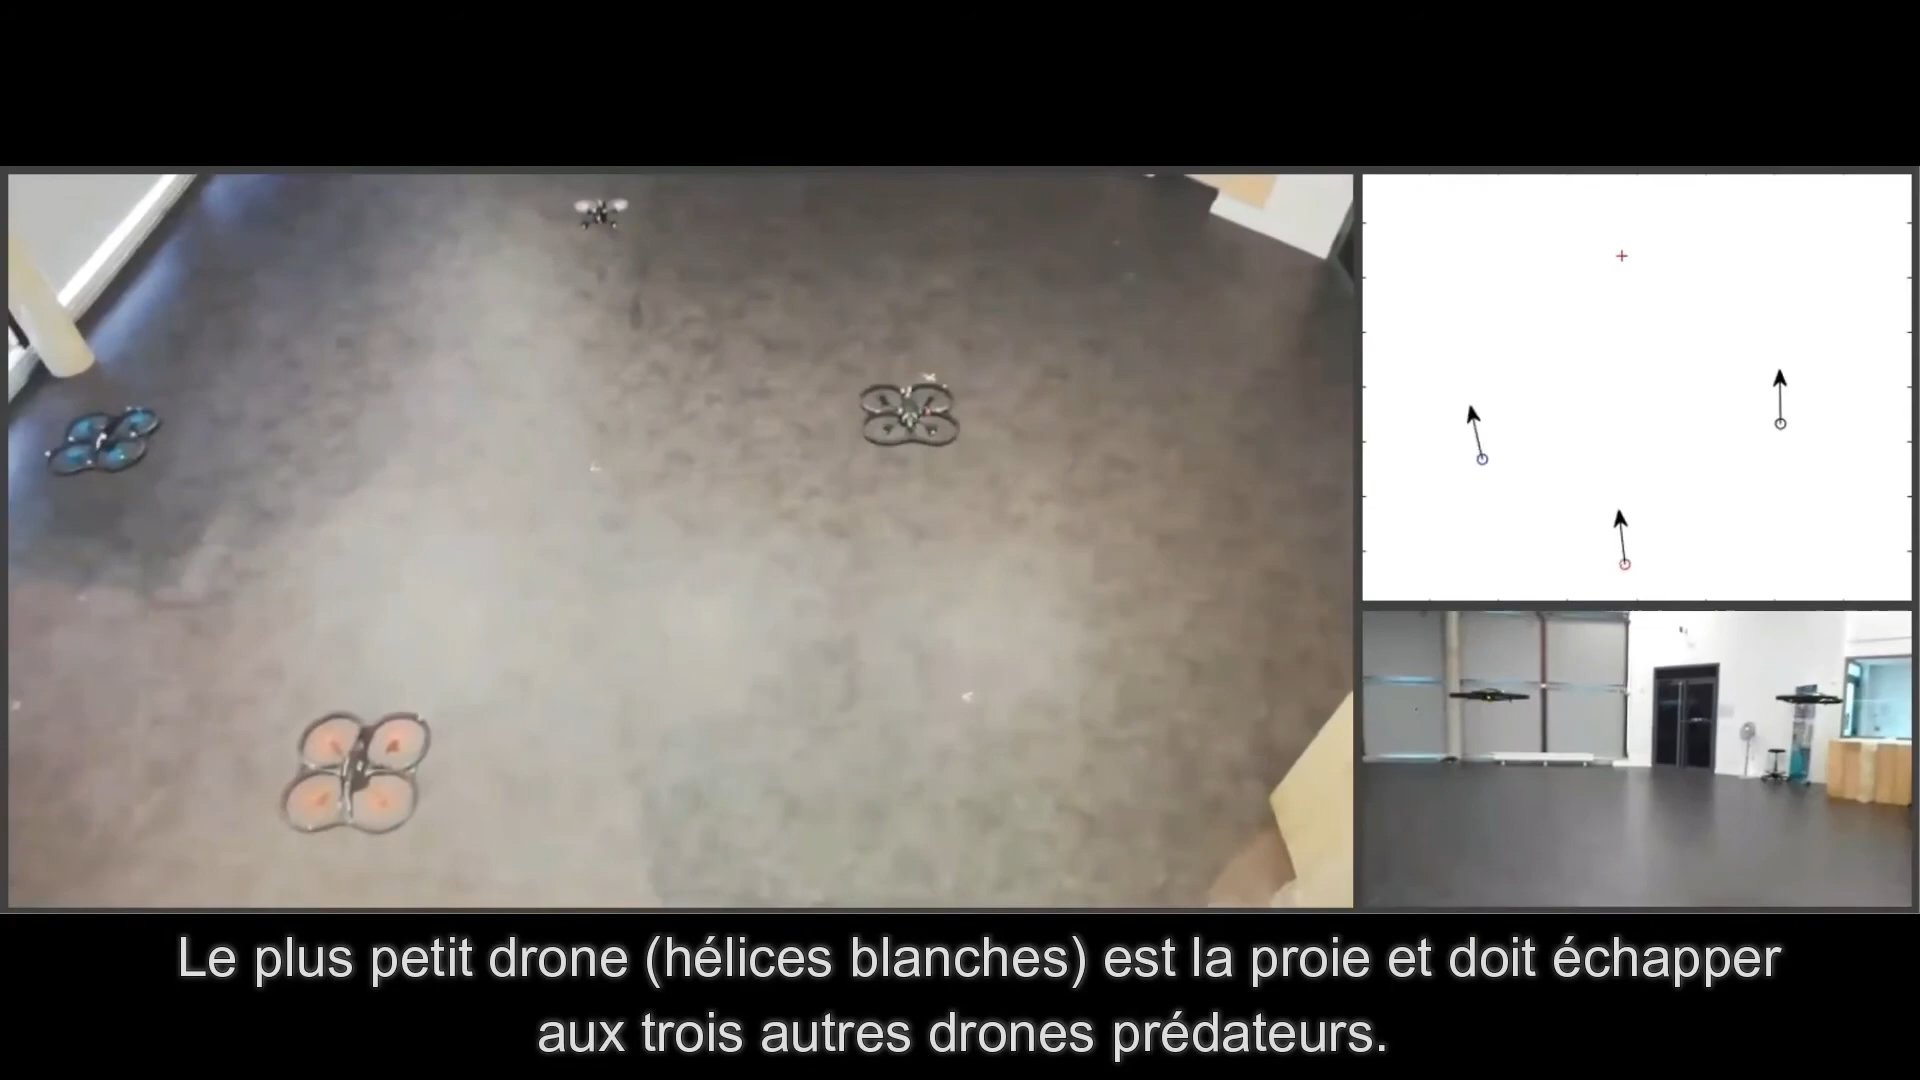 Le plus petit drone (hélices blanches) est la proie et doit échapper
aux trois autres drones prédateurs.